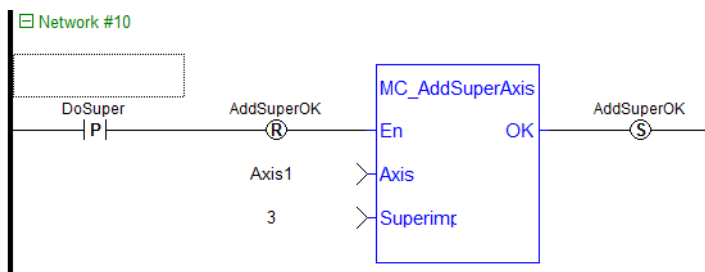 Network #10
MC_AddSuperAxis
DoSuper
AddSuperOK
AddSuperOK
P
R
En
OK
S
Axis1
Axis
3
Superimp